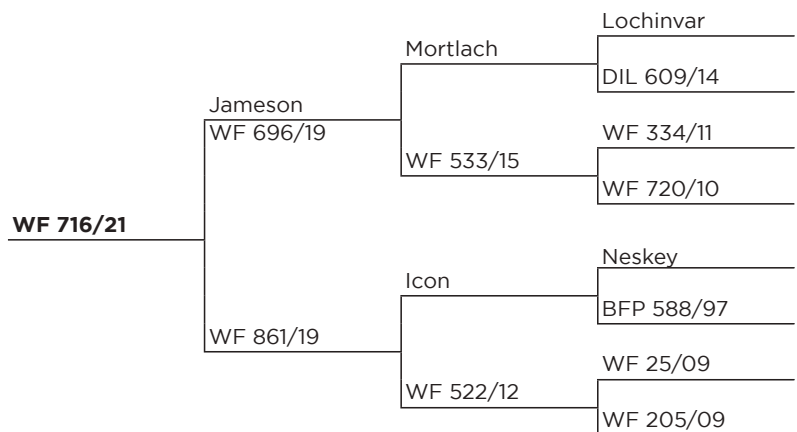 Lochinvar
Mortlach
DIL 609/14
Jameson
WF 696/19
WF 334/11
WF 533/15
WF 720/10
WF 716/21
Neskey
Icon
BFP 588/97
WF 861/19
WF 25/09
WF 522/12
WF 205/09